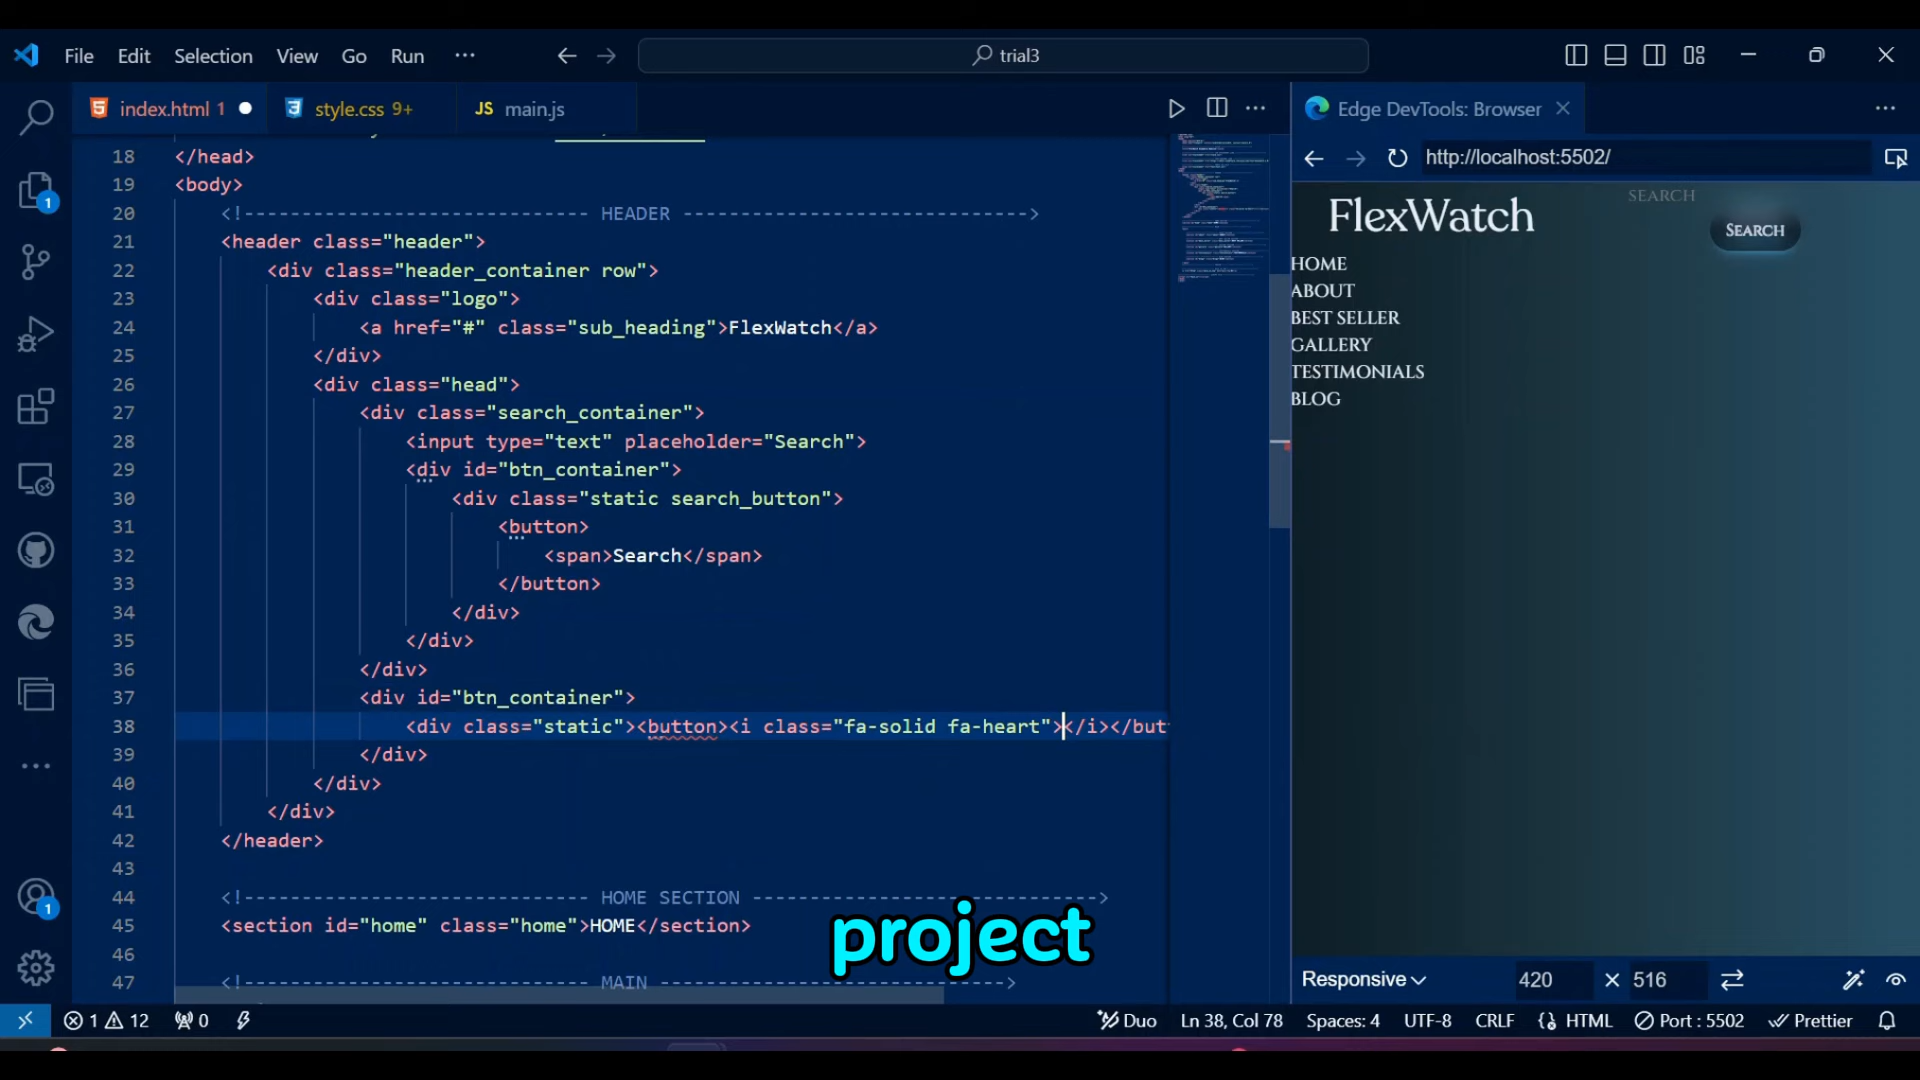 File Edit Selection View Go Run ... trial3
index.html 1 style.css 9+ JS main.js Edge DevTools: Browser
http://localhost:5502/
18 </head>
19 <body>
20 <!------------------------------ HEADER ------------------------------>
21 <header class="header">
22 <div class="header_container row">
23 <div class="logo">
24 <a href="#" class="sub_heading">FlexWatch</a>
25 </div>
26 <div class="head">
27 <div class="search_container">
28 <input type="text" placeholder="Search">
29 <div id="btn_container">
30 <div class="static search_button">
31 <button>
32 <span>Search</span>
33 </button>
34 </div>
35 </div>
36 </div>
37 <div id="btn_container">
38 <div class="static"><button><i class="fa-solid fa-heart"></i></but
39 </div>
40 </div>
41 </div>
42 </header>
43
44 <!------------------------------ HOME SECTION ------------------------------>
45 <section id="home" class="home">HOME</section>
46
47 <!------------------------------ MAIN ------------------------------>
project
SEARCH
FlexWatch
SEARCH
HOME
ABOUT
BEST SELLER
GALLERY
TESTIMONIALS
BLOG
Responsive 420 × 516
1 1
1 12 0 Duo Ln 38, Col 78 Spaces: 4 UTF-8 CRLF HTML Port : 5502 Prettier